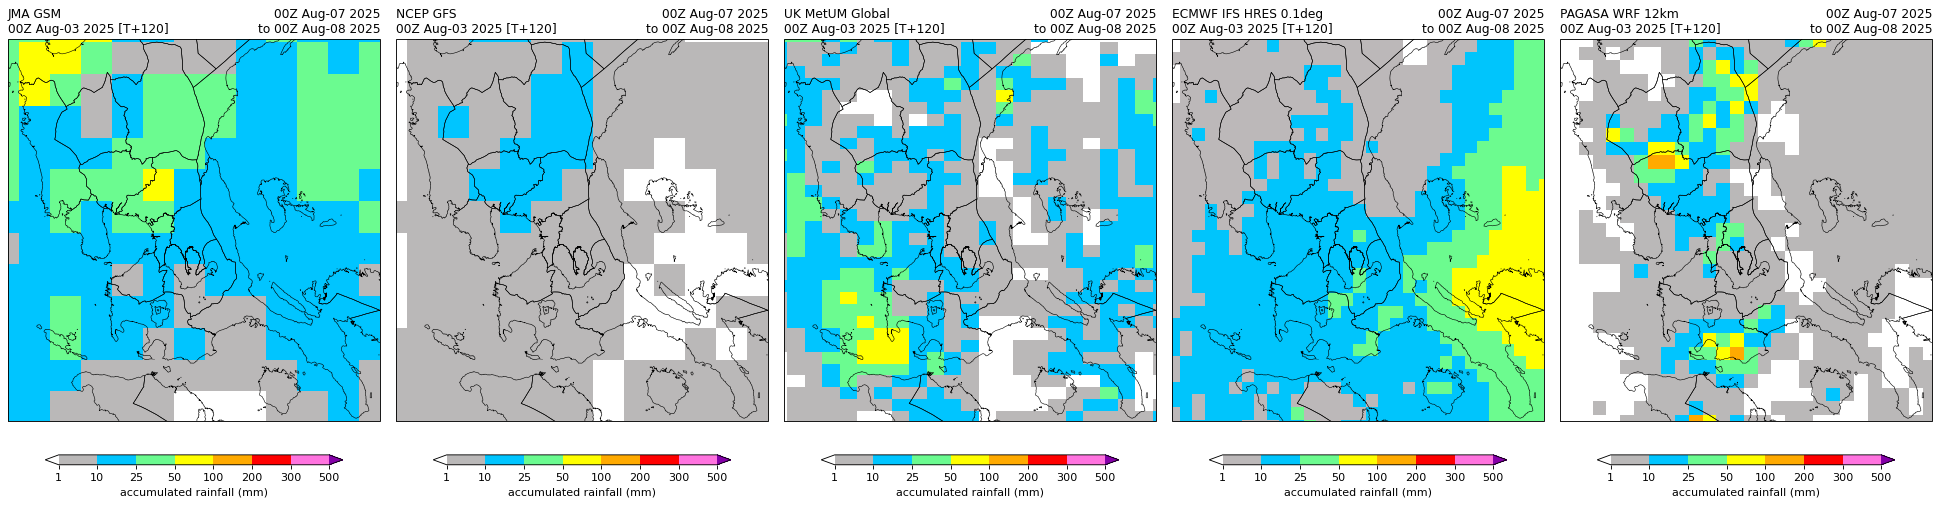 JMA GSM 00Z Aug-07 2025
00Z Aug-03 2025 [T+120] to 00Z Aug-08 2025
NCEP GFS 00Z Aug-07 2025
00Z Aug-03 2025 [T+120] to 00Z Aug-08 2025
UK MetUM Global 00Z Aug-07 2025
00Z Aug-03 2025 [T+120] to 00Z Aug-08 2025
ECMWF IFS HRES 0.1deg 00Z Aug-07 2025
00Z Aug-03 2025 [T+120] to 00Z Aug-08 2025
PAGASA WRF 12km 00Z Aug-07 2025
00Z Aug-03 2025 [T+120] to 00Z Aug-08 2025
1 10 25 50 100 200 300 500
accumulated rainfall (mm)
1 10 25 50 100 200 300 500
accumulated rainfall (mm)
1 10 25 50 100 200 300 500
accumulated rainfall (mm)
1 10 25 50 100 200 300 500
accumulated rainfall (mm)
1 10 25 50 100 200 300 500
accumulated rainfall (mm)